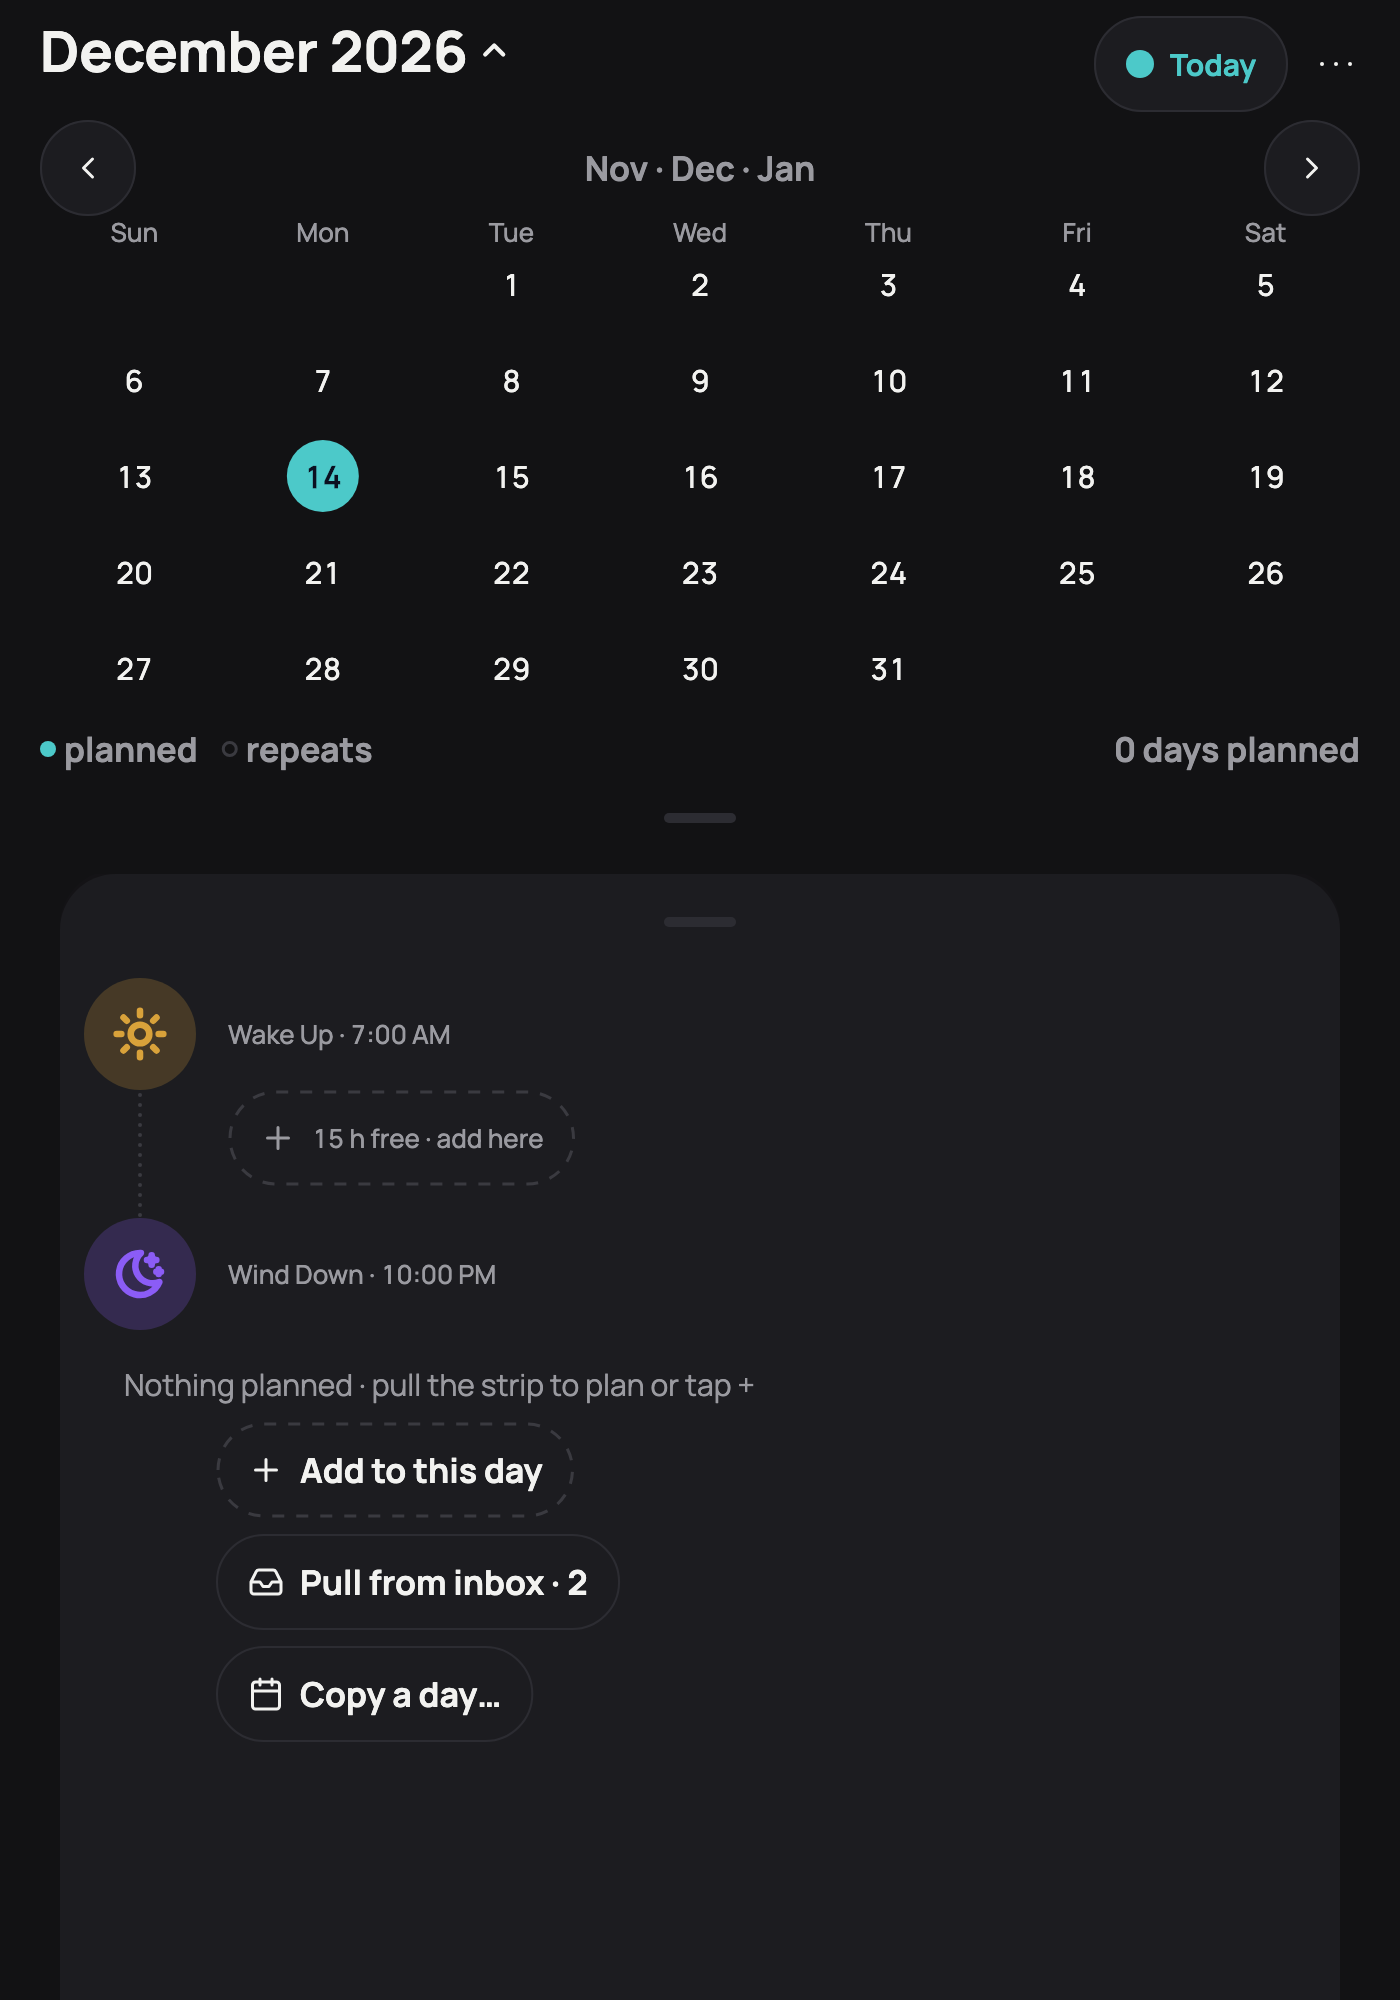 December 2026
Today
Nov · Dec · Jan
Sun Mon Tue Wed Thu Fri Sat
1 2 3 4 5
6 7 8 9 10 11 12
13 14 15 16 17 18 19
20 21 22 23 24 25 26
27 28 29 30 31
planned repeats 0 days planned
Wake Up · 7:00 AM
+ 15 h free · add here
Wind Down · 10:00 PM
Nothing planned · pull the strip to plan or tap +
+ Add to this day
Pull from inbox · 2
Copy a day…